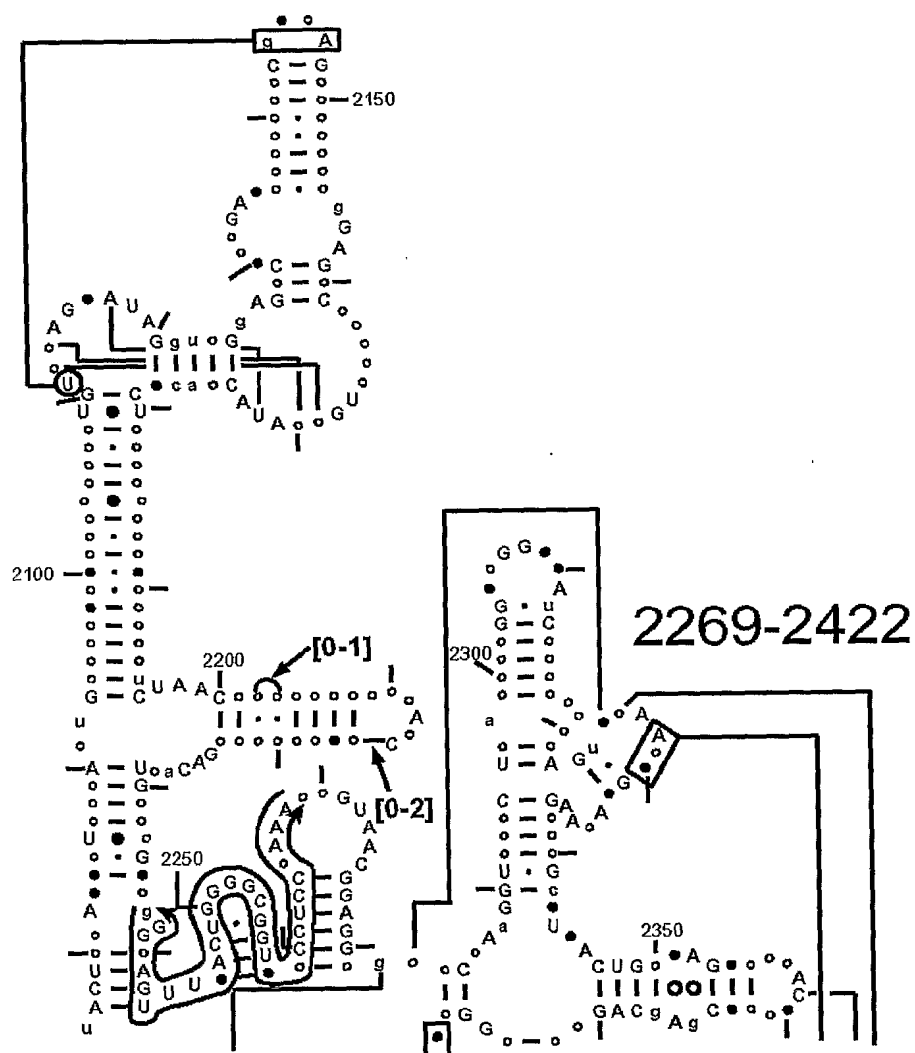 g A
C G
2150
A
G
g
G
A
C G
A G C
g
G A U A
A
G g u o G
U
G C
U U
c a C
A U A G U
2100
2200
[0-1]
G C U A A C
u
A
C
G A C a
[0-2]
A U
U
G
A
U
C
A
u
2250
g
G
A
G
U
U U U
A C U G G G G G C G G U
A A A
C C U C C
G U A A C
G G A G G
g
2269-2422
G G
A
G
G
u
C
2300
a
U A
C G
U
G
G
a
A
G A A A G
G u
A A
G
C
U
A C U G
2350
A G
A
C
G A C g A g C
C
G
G